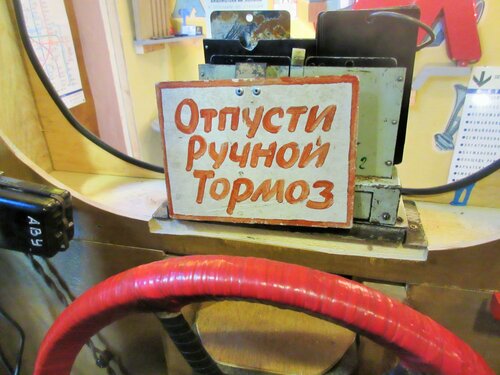 Отпусти
ручной
тормоз
АВУ